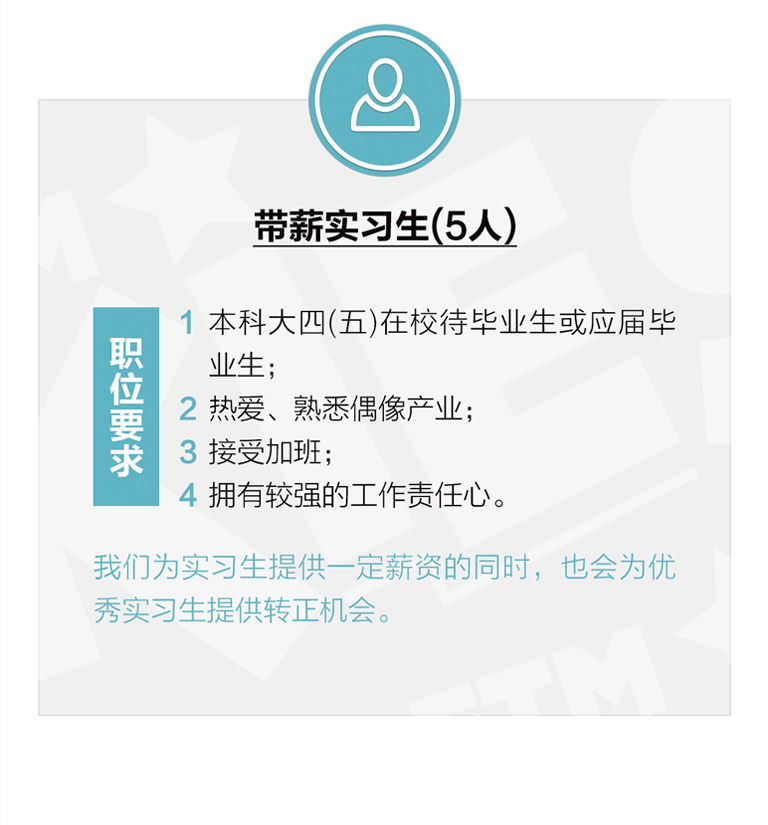 带薪实习生(5人)
职位要求
1 本科大四(五)在校待毕业生或应届毕
业生；
2 热爱、熟悉偶像产业；
3 接受加班；
4 拥有较强的工作责任心。
我们为实习生提供一定薪资的同时，也会为优
秀实习生提供转正机会。